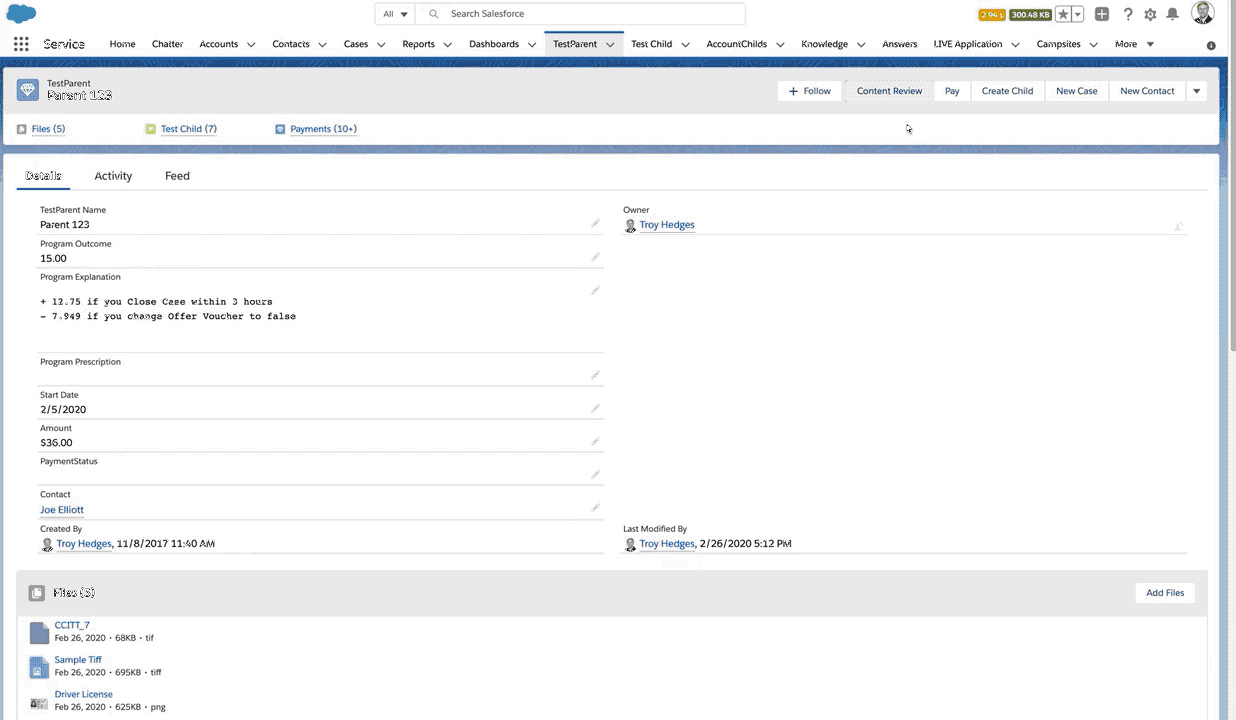 All Search Salesforce 2.94 s 300.48 KB
Service Home Chatter Accounts Contacts Cases Reports Dashboards TestParent Test Child AccountChilds Knowledge Answers LIVE Application Campsites More
TestParent
Parent 123
+ Follow Content Review Pay Create Child New Case New Contact
Files (5) Test Child (7) Payments (10+)
Details Activity Feed
TestParent Name Owner
Parent 123 Troy Hedges
Program Outcome
15.00
Program Explanation
+ 12.75 if you Close Case within 3 hours
- 7.949 if you change Offer Voucher to false
Program Prescription
Start Date
2/5/2020
Amount
$36.00
PaymentStatus
Contact
Joe Elliott
Created By Last Modified By
Troy Hedges, 11/8/2017 11:40 AM Troy Hedges, 2/26/2020 5:12 PM
Files (5) Add Files
CCITT_7
Feb 26, 2020 • 68KB • tif
Sample Tiff
Feb 26, 2020 • 695KB • tiff
Driver License
Feb 26, 2020 • 625KB • png